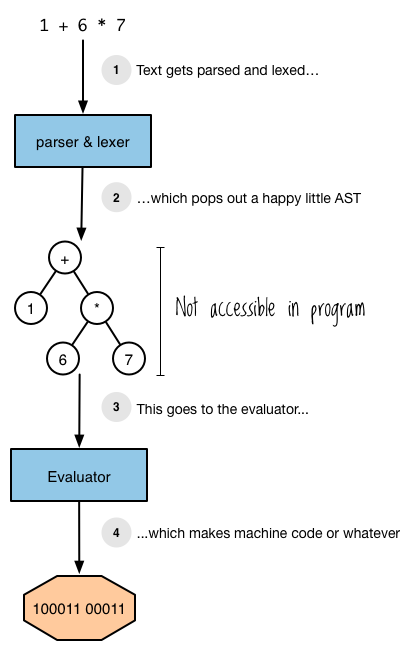 1 + 6 * 7
1 Text gets parsed and lexed...
parser & lexer
2 ...which pops out a happy little AST
+
1 *
Not accessible in program
6 7
3 This goes to the evaluator...
Evaluator
4 ...which makes machine code or whatever
100011 00011